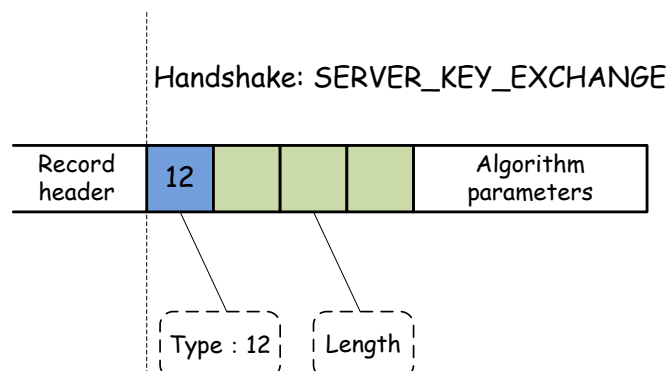 Handshake: SERVER_KEY_EXCHANGE
Record
header
12
Algorithm
parameters
Type : 12
Length